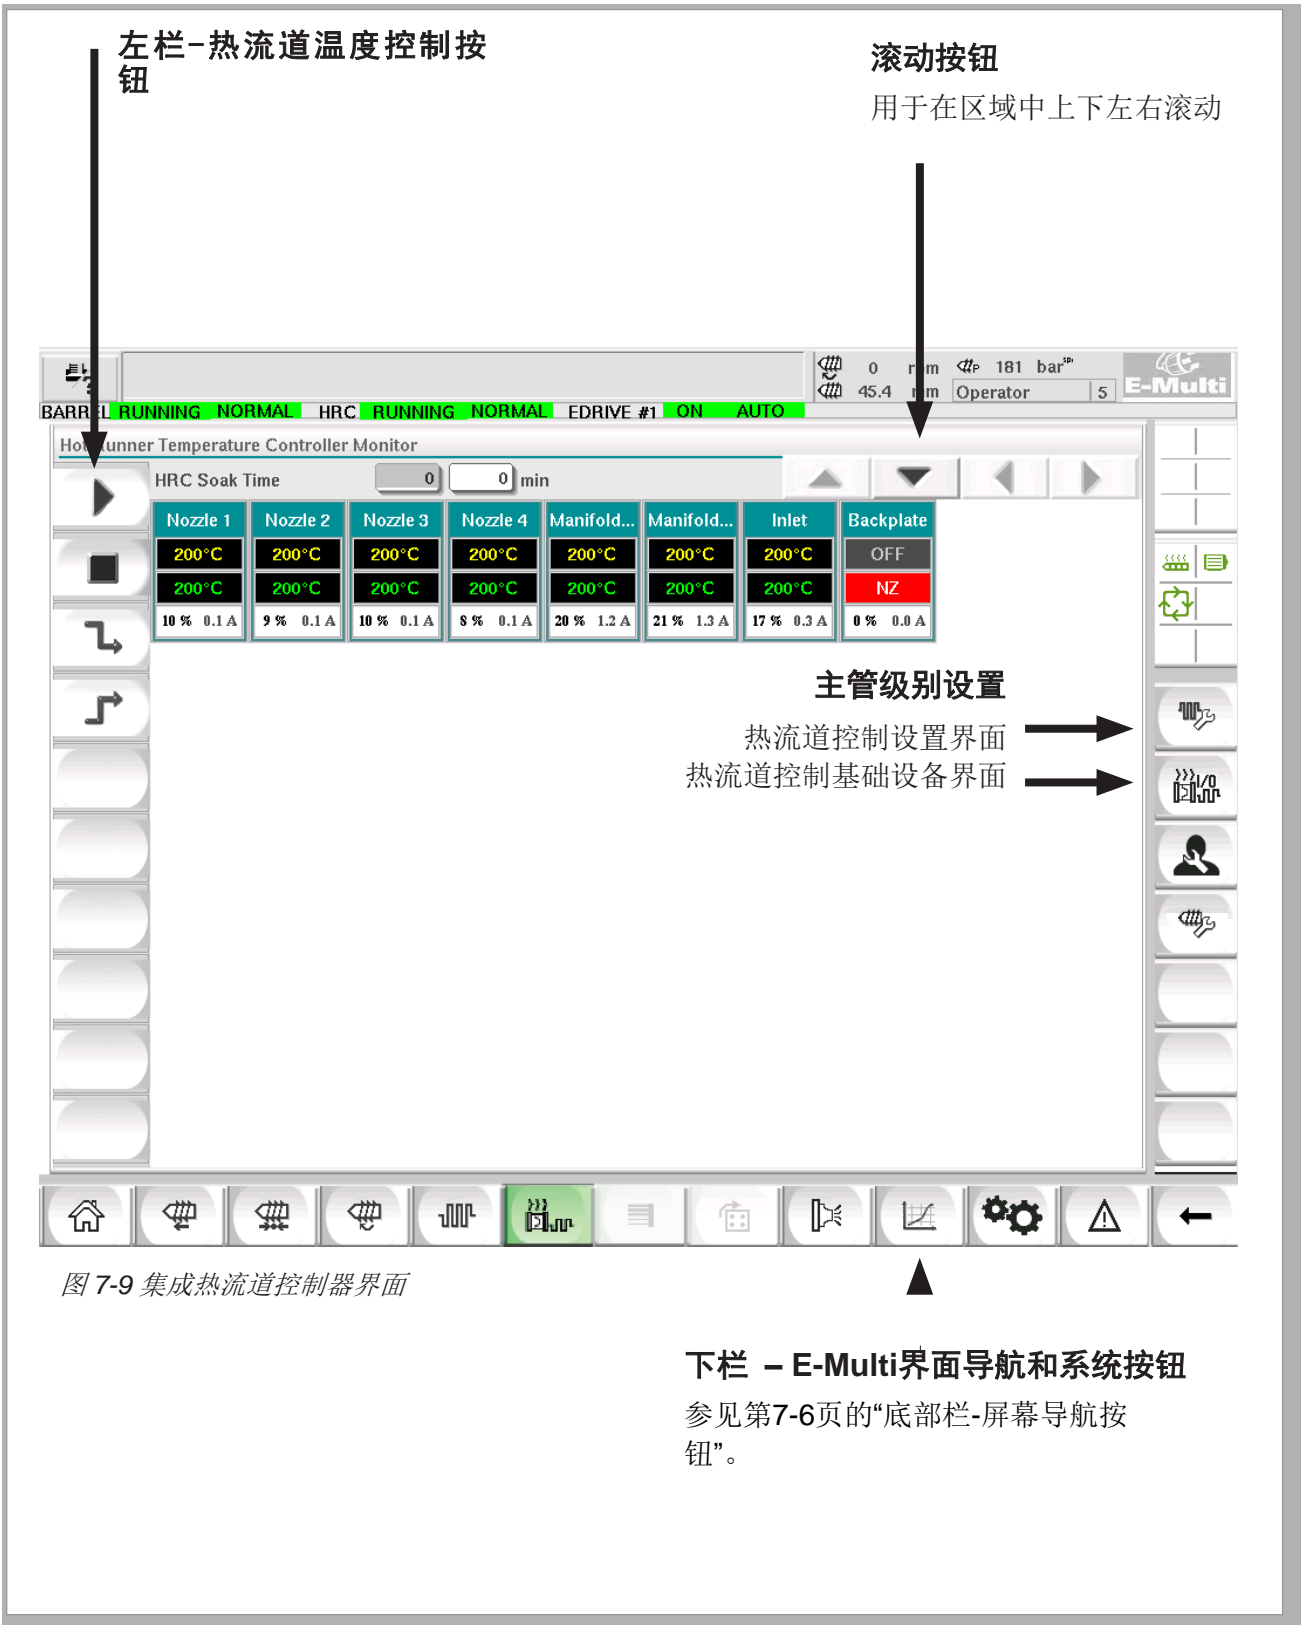 左栏-热流道温度控制按
钮
滚动按钮
用于在区域中上下左右滚动
0 rpm 181 bar
45.4 mm Operator 5
E-Multi
BARREL RUNNING NORMAL HRC RUNNING NORMAL EDRIVE #1 ON AUTO
Hot Runner Temperature Controller Monitor
HRC Soak Time 0 0 min
Nozzle 1 Nozzle 2 Nozzle 3 Nozzle 4 Manifold... Manifold... Inlet Backplate
200°C 200°C 200°C 200°C 200°C 200°C 200°C OFF
200°C 200°C 200°C 200°C 200°C 200°C 200°C NZ
10 % 0.1 A 9 % 0.1 A 10 % 0.1 A 8 % 0.1 A 20 % 1.2 A 21 % 1.3 A 17 % 0.3 A 0 % 0.0 A
主管级别设置
热流道控制设置界面
热流道控制基础设备界面
I/O
图 7-9 集成热流道控制器界面
下栏 – E-Multi界面导航和系统按钮
参见第7-6页的“底部栏-屏幕导航按
钮”。